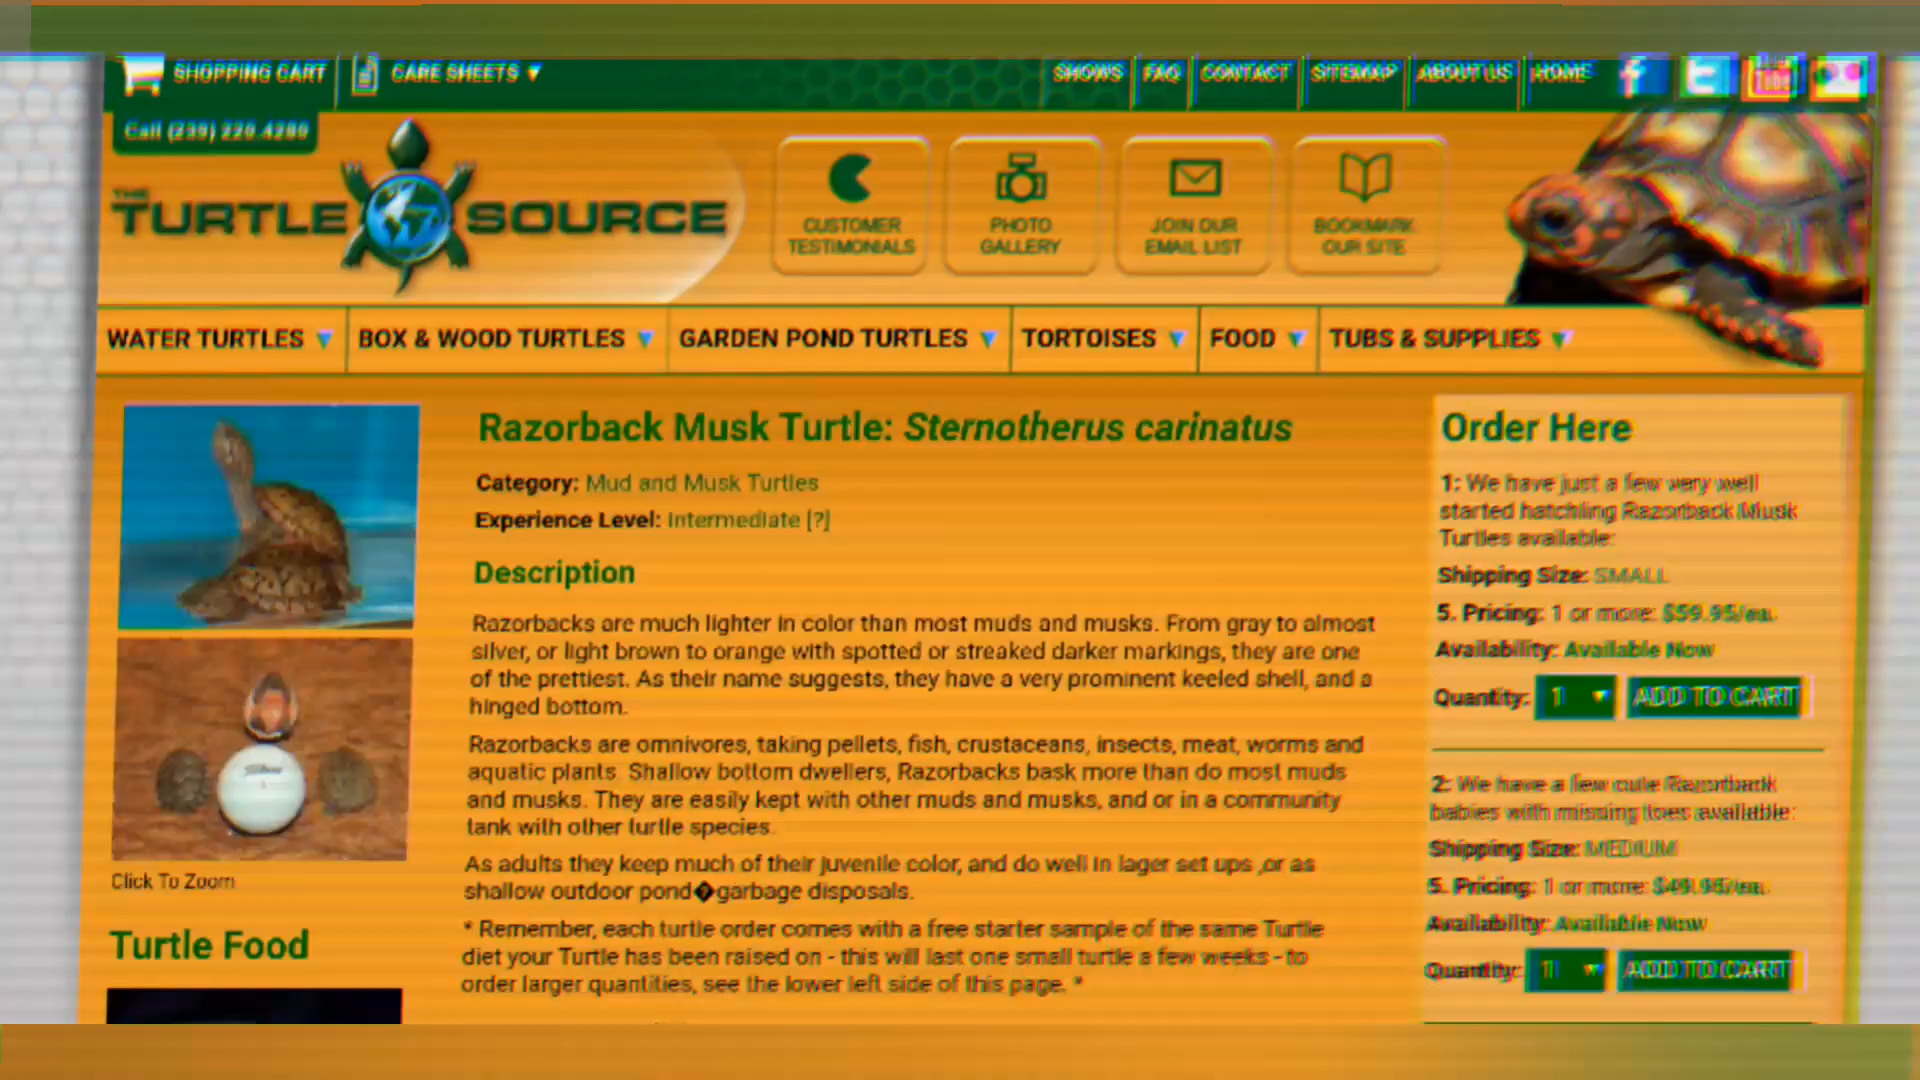 SHOPPING CART
CARE SHEETS
SHOWS
FAQ
CONTACT
SITEMAP
ABOUT US
HOME
Call (239) 220.4280
THE
TURTLE SOURCE
CUSTOMER
TESTIMONIALS
PHOTO
GALLERY
JOIN OUR
EMAIL LIST
BOOKMARK
OUR SITE
WATER TURTLES
BOX & WOOD TURTLES
GARDEN POND TURTLES
TORTOISES
FOOD
TUBS & SUPPLIES
Razorback Musk Turtle: Sternotherus carinatus
Category: Mud and Musk Turtles
Experience Level: Intermediate [?]
Description
Razorbacks are much lighter in color than most muds and musks. From gray to almost
silver, or light brown to orange with spotted or streaked darker markings, they are one
of the prettiest. As their name suggests, they have a very prominent keeled shell, and a
hinged bottom.
Razorbacks are omnivores, taking pellets, fish, crustaceans, insects, meat, worms and
aquatic plants. Shallow bottom dwellers, Razorbacks bask more than do most muds
and musks. They are easily kept with other muds and musks, and or in a community
tank with other turtle species.
As adults they keep much of their juvenile color, and do well in lager set ups ,or as
shallow outdoor pond�garbage disposals.
* Remember, each turtle order comes with a free starter sample of the same Turtle
diet your Turtle has been raised on - this will last one small turtle a few weeks - to
order larger quantities, see the lower left side of this page. *
Click To Zoom
Turtle Food
Order Here
1: We have just a few very well
started hatchling Razorback Musk
Turtles available:
Shipping Size: SMALL
5. Pricing: 1 or more: $59.95/ea.
Availability: Available Now
Quantity: 1 ADD TO CART
2: We have a few cute Razorback
babies with missing toes available:
Shipping Size: MEDIUM
5. Pricing: 1 or more: $49.95/ea.
Availability: Available Now
Quantity: 1 ADD TO CART